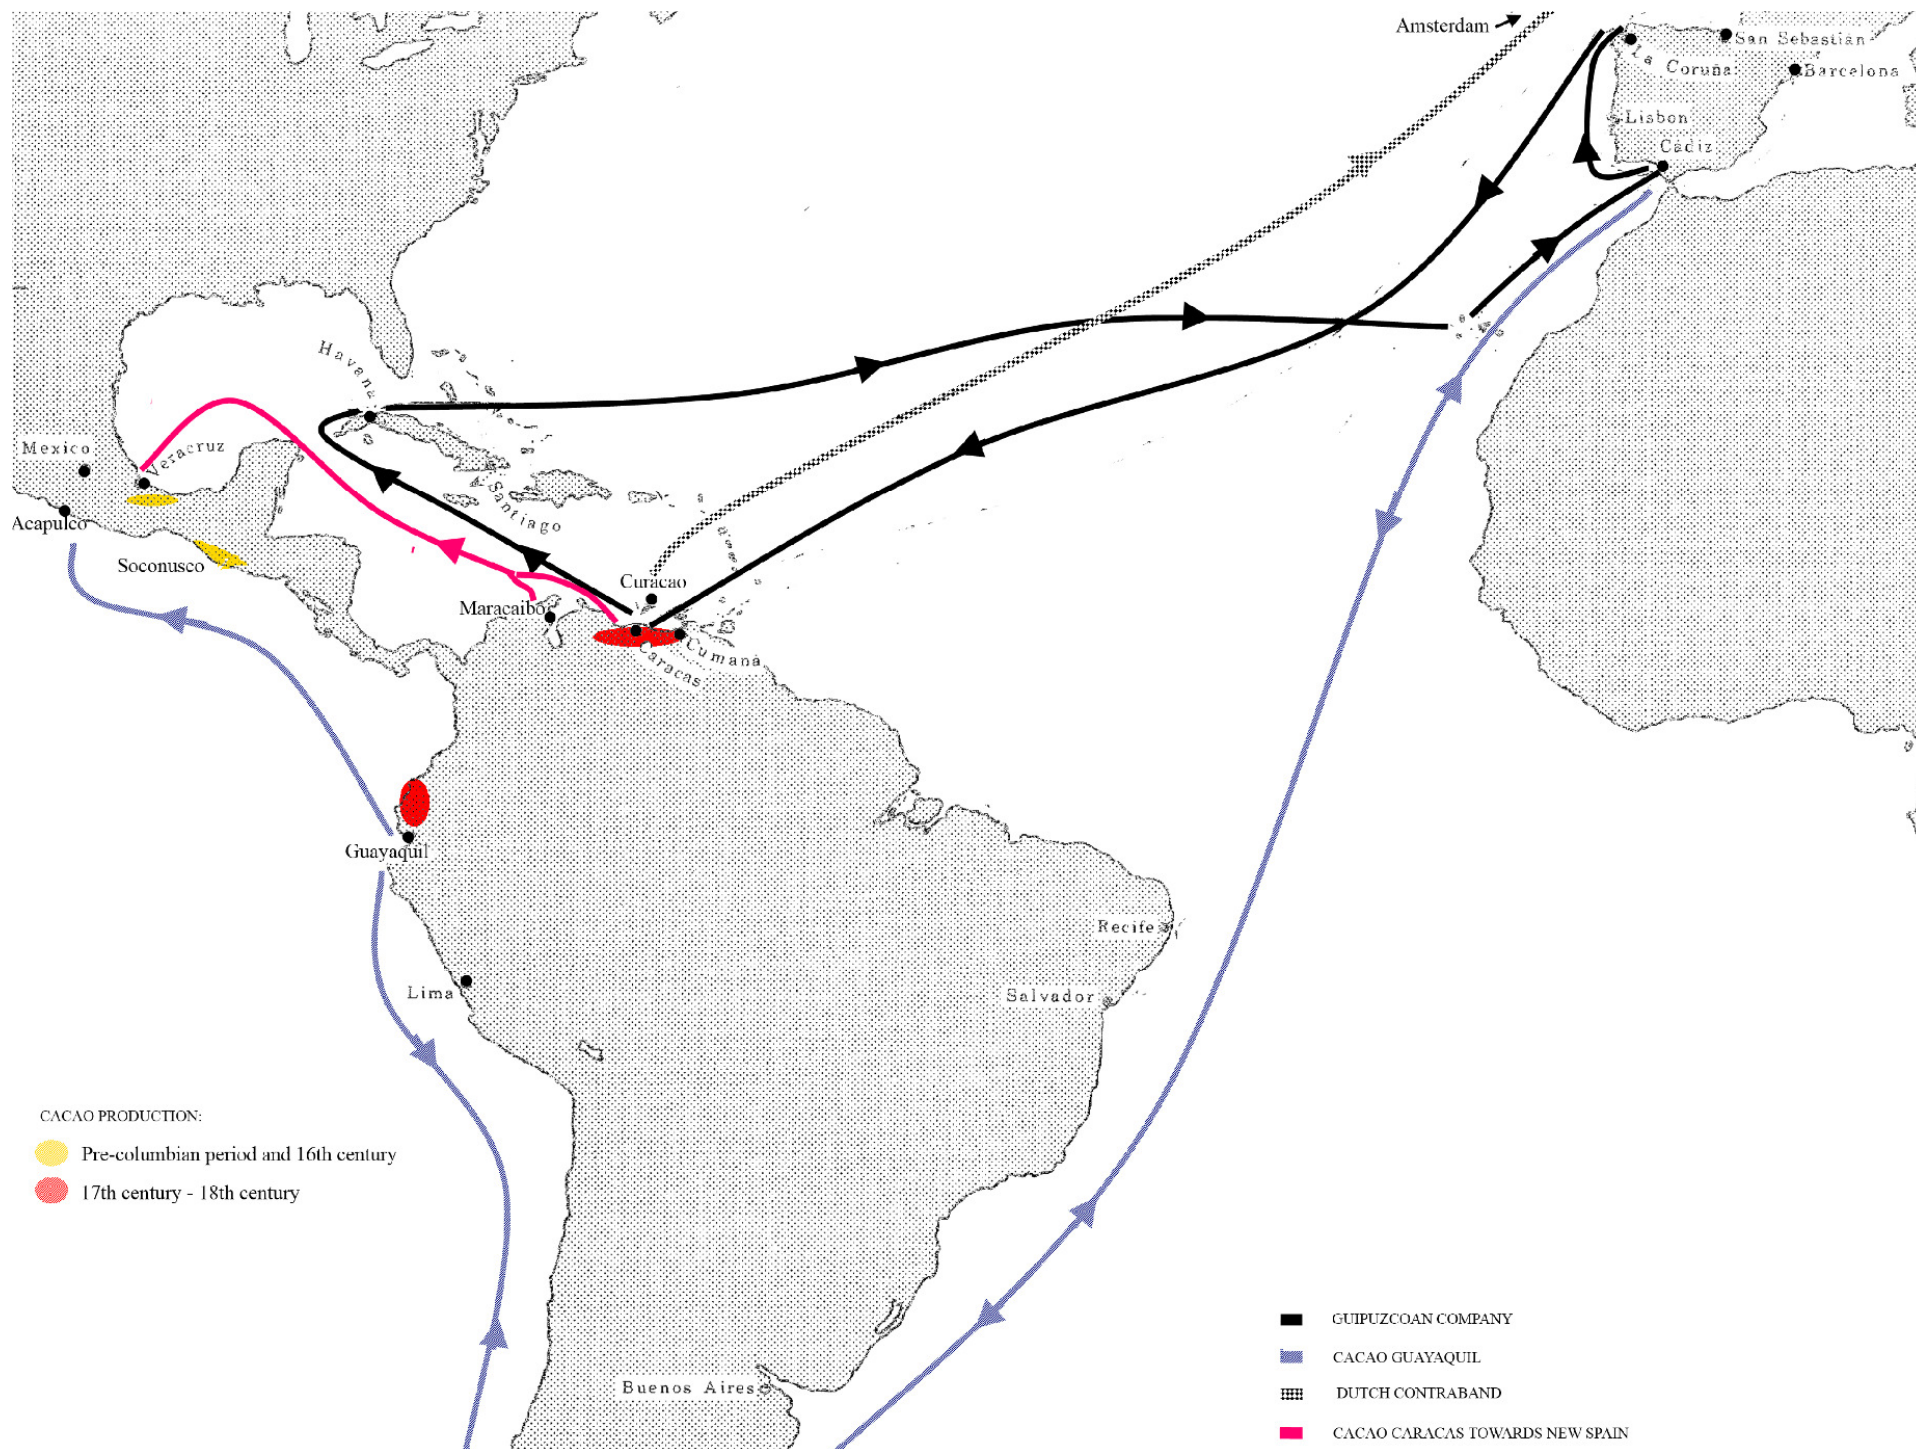 Amsterdam
San Sebastián
La Coruña
Barcelona
Lisbon
Cádiz
Havana
Mexico
Veracruz
Santiago
Acapulco
Soconusco
Curacao
Maracaibo
Cumaná
Caracas
Guayaquil
Recife
Lima
Salvador
CACAO PRODUCTION:
Pre-columbian period and 16th century
17th century - 18th century
Buenos Aires
GUIPUZCOAN COMPANY
CACAO GUAYAQUIL
DUTCH CONTRABAND
CACAO CARACAS TOWARDS NEW SPAIN